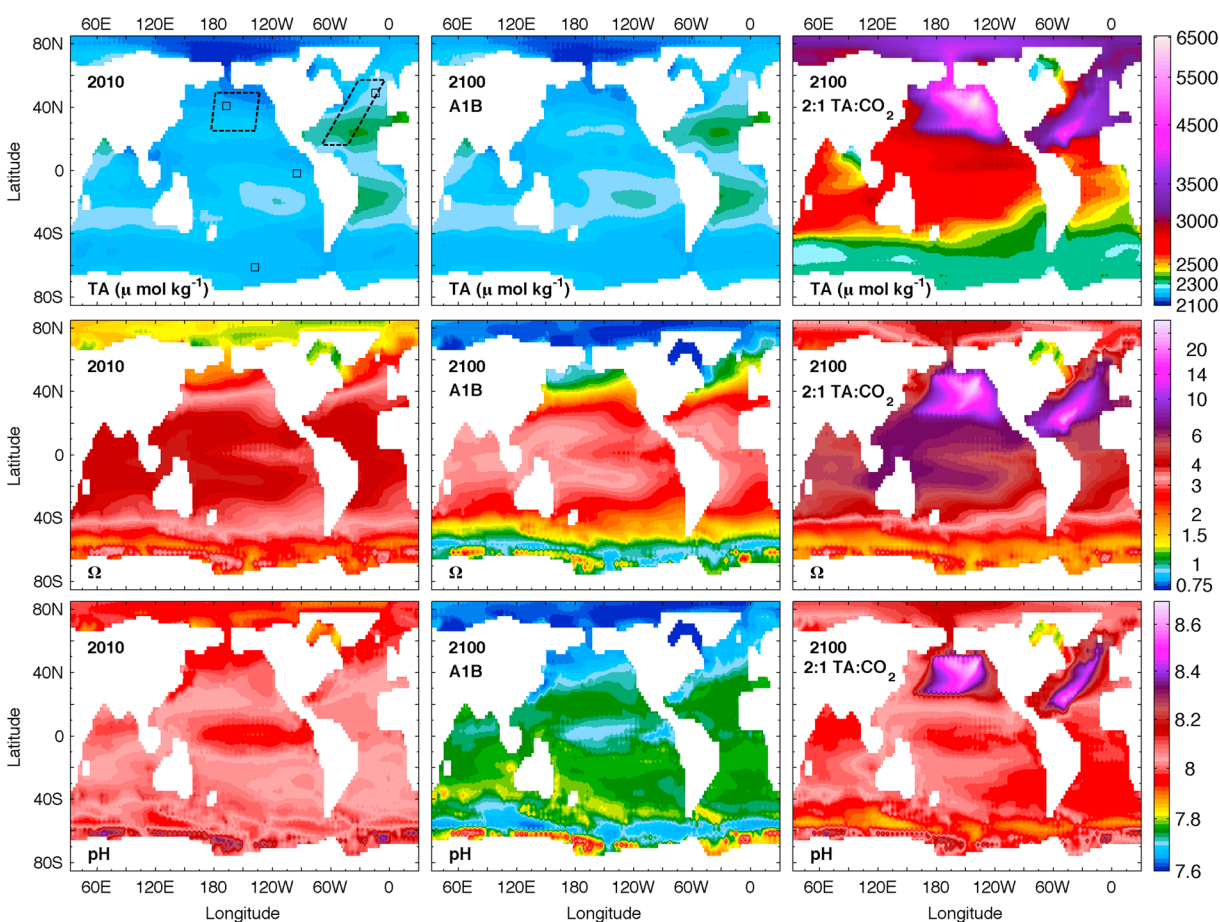 60E 120E 180 120W 60W 0 60E 120E 180 120W 60W 0 60E 120E 180 120W 60W 0
80N
40N
0
40S
80S
Latitude
2010
TA (μ mol kg-1)
2100
A1B
TA (μ mol kg-1)
2100
2:1 TA:CO2
TA (μ mol kg-1)
6500
5500
4500
3500
3000
2500
2300
2100
80N
40N
0
40S
80S
Latitude
2010
Ω
2100
A1B
Ω
2100
2:1 TA:CO2
Ω
20
14
10
6
4
3
2
1.5
1
0.75
80N
40N
0
40S
80S
Latitude
2010
pH
2100
A1B
pH
2100
2:1 TA:CO2
pH
8.6
8.4
8.2
8
7.8
7.6
60E 120E 180 120W 60W 0 60E 120E 180 120W 60W 0 60E 120E 180 120W 60W 0
Longitude Longitude Longitude